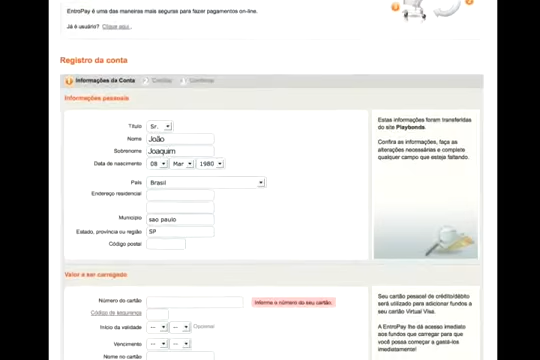 EntroPay é uma das maneiras mais seguras para fazer pagamentos on-line.
Já é usuário? Clique aqui.
Registro da conta
Informações da Conta
Confirme
Informações pessoais
Título Sr.
Nome João
Sobrenome Joaquim
Data de nascimento 08 Mar 1980
País Brasil
Endereço residencial
Município sao paulo
Estado, província ou região SP
Código postal
Estas informações foram transferidas
do site Playbonds.
Confirme as informações, faça as
alterações necessárias e complete
qualquer campo que esteja faltando.
Valor a ser carregado
Número do cartão Informe o número do seu cartão.
Código de segurança
Início da validade -- -- Opcional
Vencimento -- --
Nome no cartão
Seu cartão pessoal de crédito/débito
será utilizado para adicionar fundos a
seu cartão Virtual Visa.
A EntroPay lhe dá acesso imediato
aos fundos que carregar para que
você possa começar a gastá-los
imediatamente!